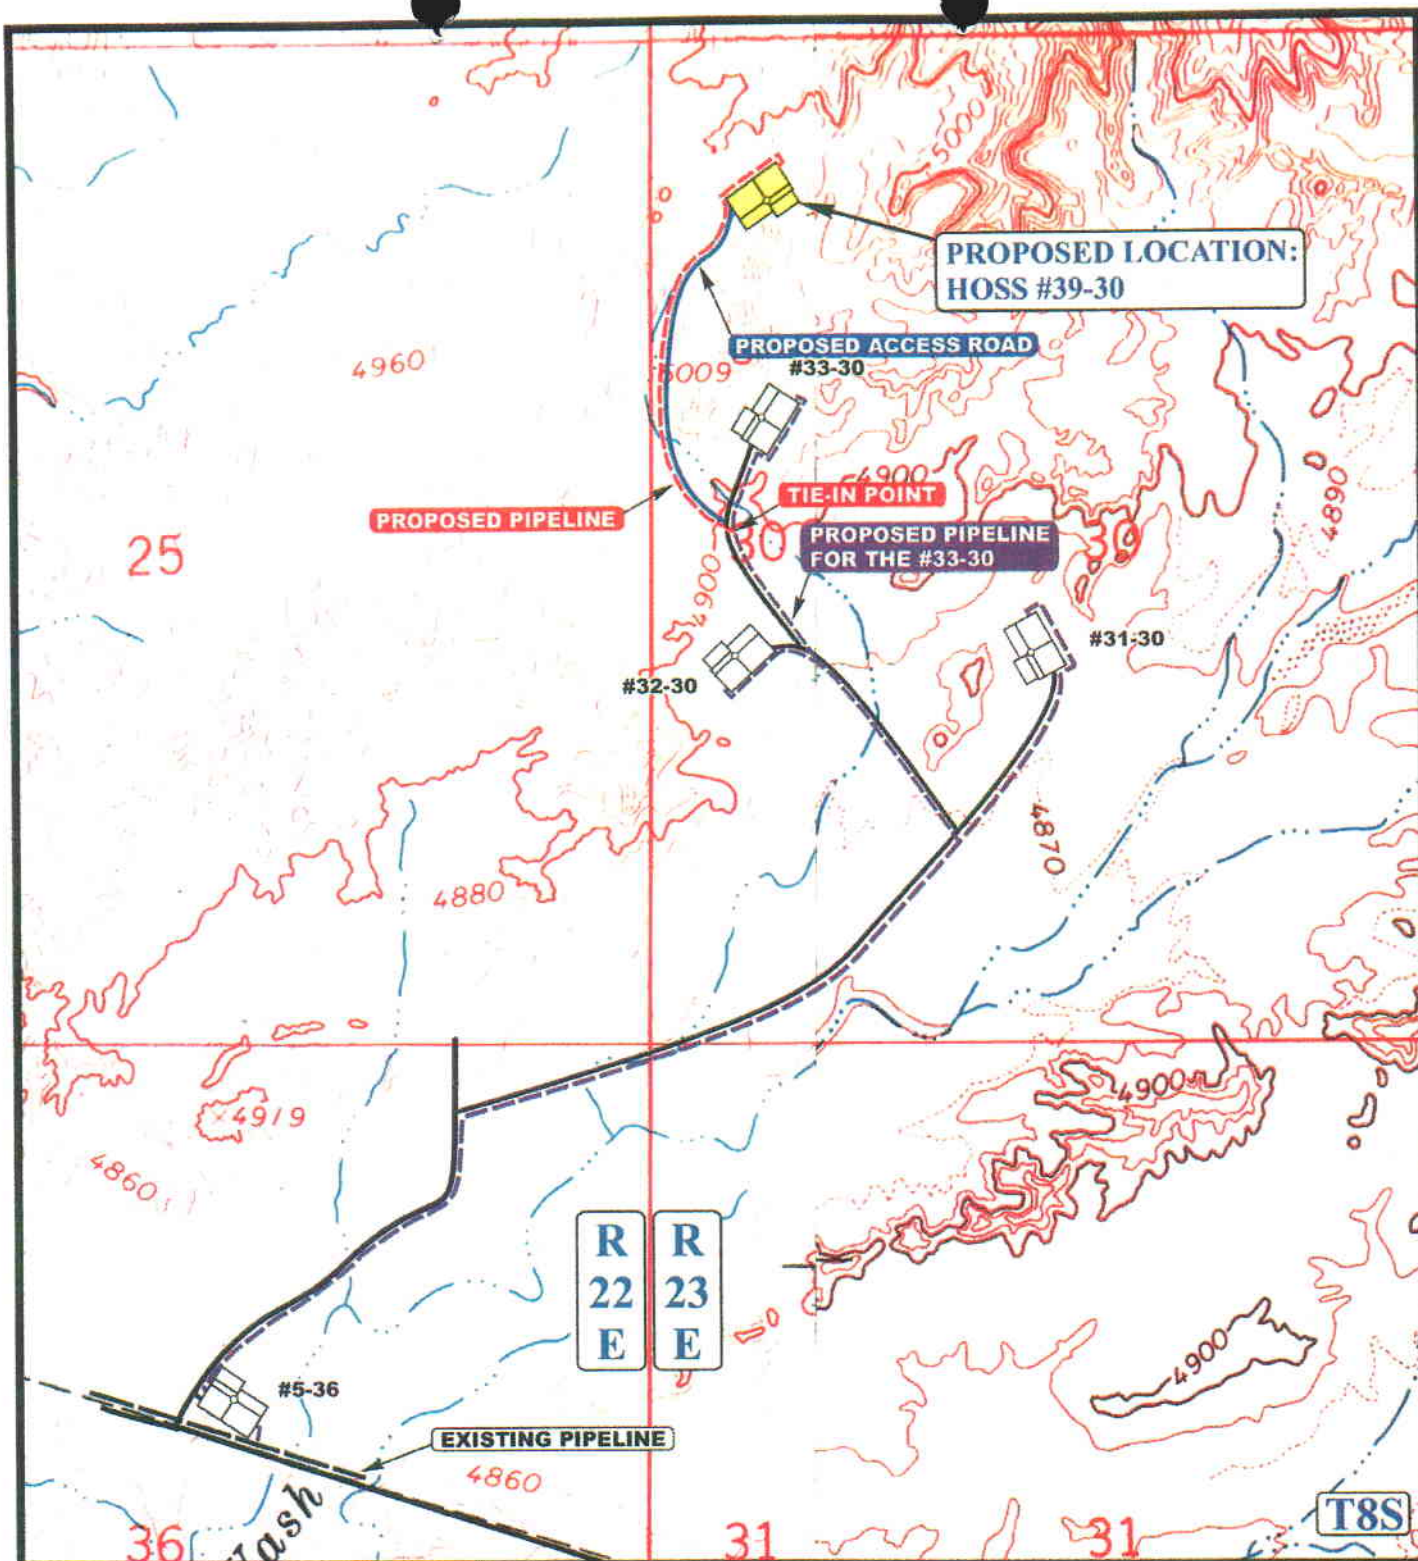 5000
PROPOSED LOCATION:
HOSS #39-30
PROPOSED ACCESS ROAD
#33-30
4960
5009
4900
TIE-IN POINT
PROPOSED PIPELINE
4890
25
30
30
PROPOSED PIPELINE
FOR THE #33-30
4900
#31-30
#32-30
4870
4880
4900
×4919
4860
R
22
E
R
23
E
4900
#5-36
EXISTING PIPELINE
4860
T8S
36
31
31